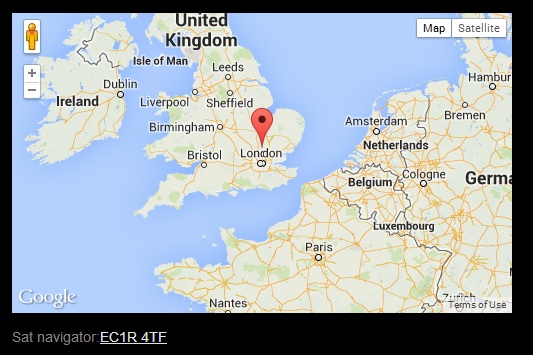 United
Kingdom
Map
Satellite
Isle of Man
Leeds
Hamburg
Dublin
Ireland
Liverpool
Sheffield
Bremen
Birmingham
Amsterdam
Netherlands
Bristol
London
Belgium
Cologne
Germa
Luxembourg
Paris
Google
Nantes
Zurich
Terms of Use
Sat navigator:EC1R 4TF